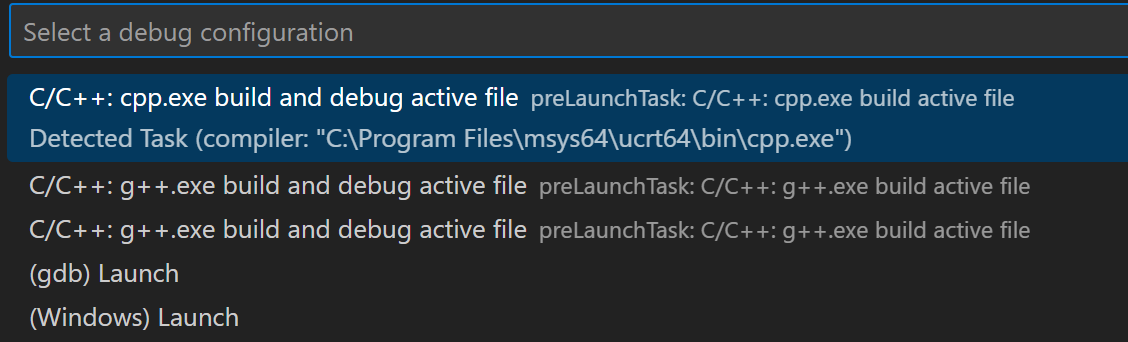 Select a debug configuration
C/C++: cpp.exe build and debug active file preLaunchTask: C/C++: cpp.exe build active file
Detected Task (compiler: "C:\Program Files\msys64\ucrt64\bin\cpp.exe")
C/C++: g++.exe build and debug active file preLaunchTask: C/C++: g++.exe build active file
C/C++: g++.exe build and debug active file preLaunchTask: C/C++: g++.exe build active file
(gdb) Launch
(Windows) Launch